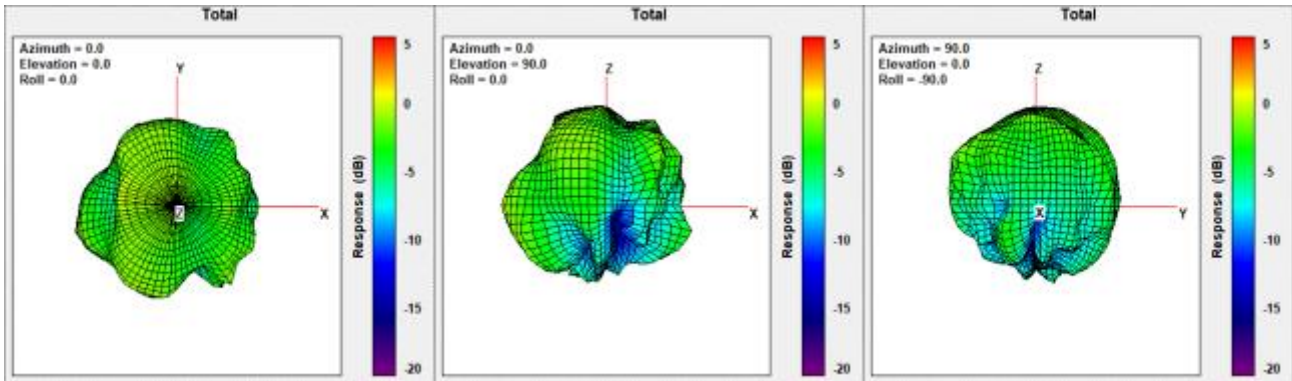 Total
Azimuth = 0.0
Elevation = 0.0
Roll = 0.0
Y
Z
X
5
0
-5
-10
-15
-20
Response (dB)
Total
Azimuth = 0.0
Elevation = 90.0
Roll = 0.0
Z
X
5
0
-5
-10
-15
-20
Response (dB)
Total
Azimuth = 90.0
Elevation = 0.0
Roll = -90.0
Z
X
Y
5
0
-5
-10
-15
-20
Response (dB)